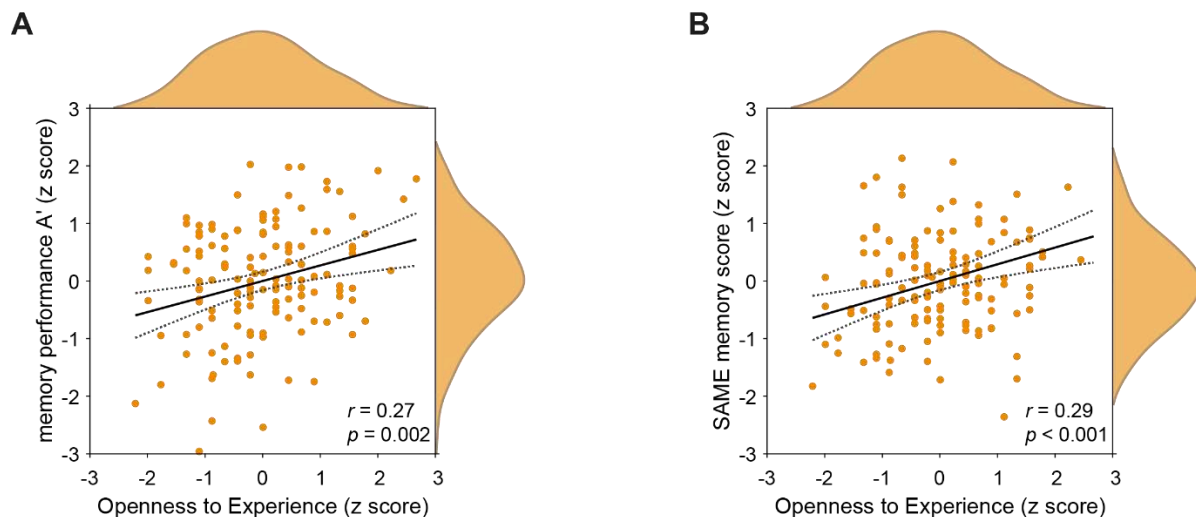 A
3
2
1
0
-1
-2
-3
memory performance A' (z score)
r = 0.27
p = 0.002
-3 -2 -1 0 1 2 3
Openness to Experience (z score)
B
3
2
1
0
-1
-2
-3
SAME memory score (z score)
r = 0.29
p < 0.001
-3 -2 -1 0 1 2 3
Openness to Experience (z score)